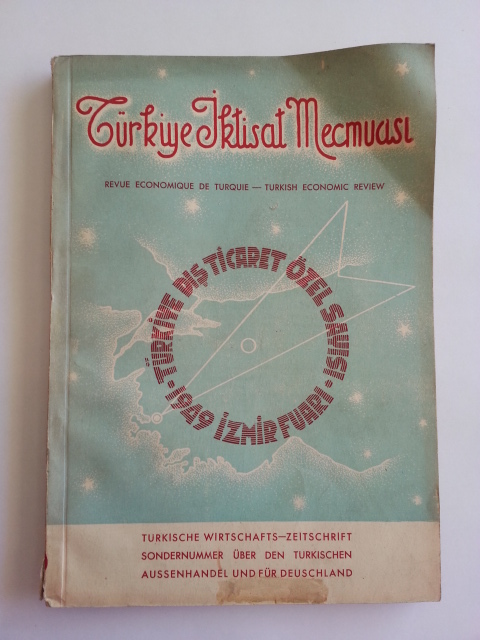 Türkiye İktisat Mecmuası
REVUE ECONOMIQUE DE TURQUIE — TURKISH ECONOMIC REVIEW
TÜRKİYE DIŞ TİCARET ÖZEL SAYISI
1949 İZMİR FUARI
TURKISCHE WIRTSCHAFTS—ZEITSCHRIFT
SONDERNUMMER ÜBER DEN TURKISCHEN
AUSSENHANDEL UND FÜR DEUSCHLAND